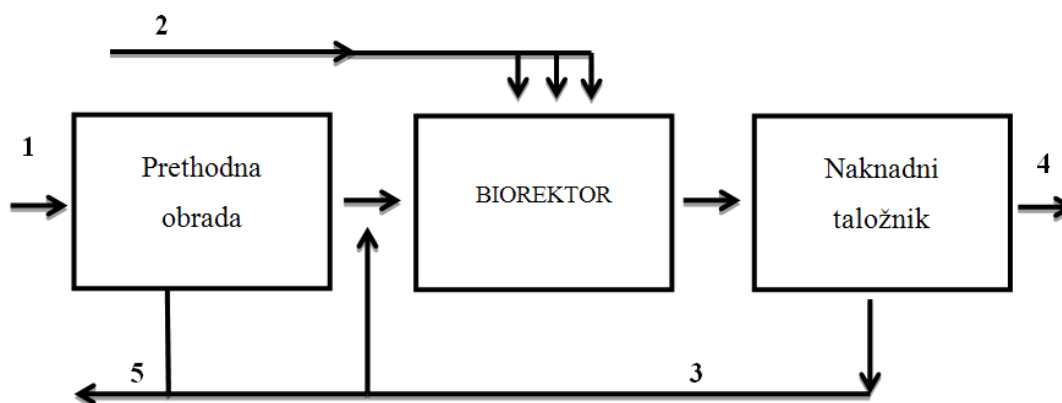 2
1
Prethodna
obrada
BIOREKTOR
Naknadni
taložnik
4
5
3